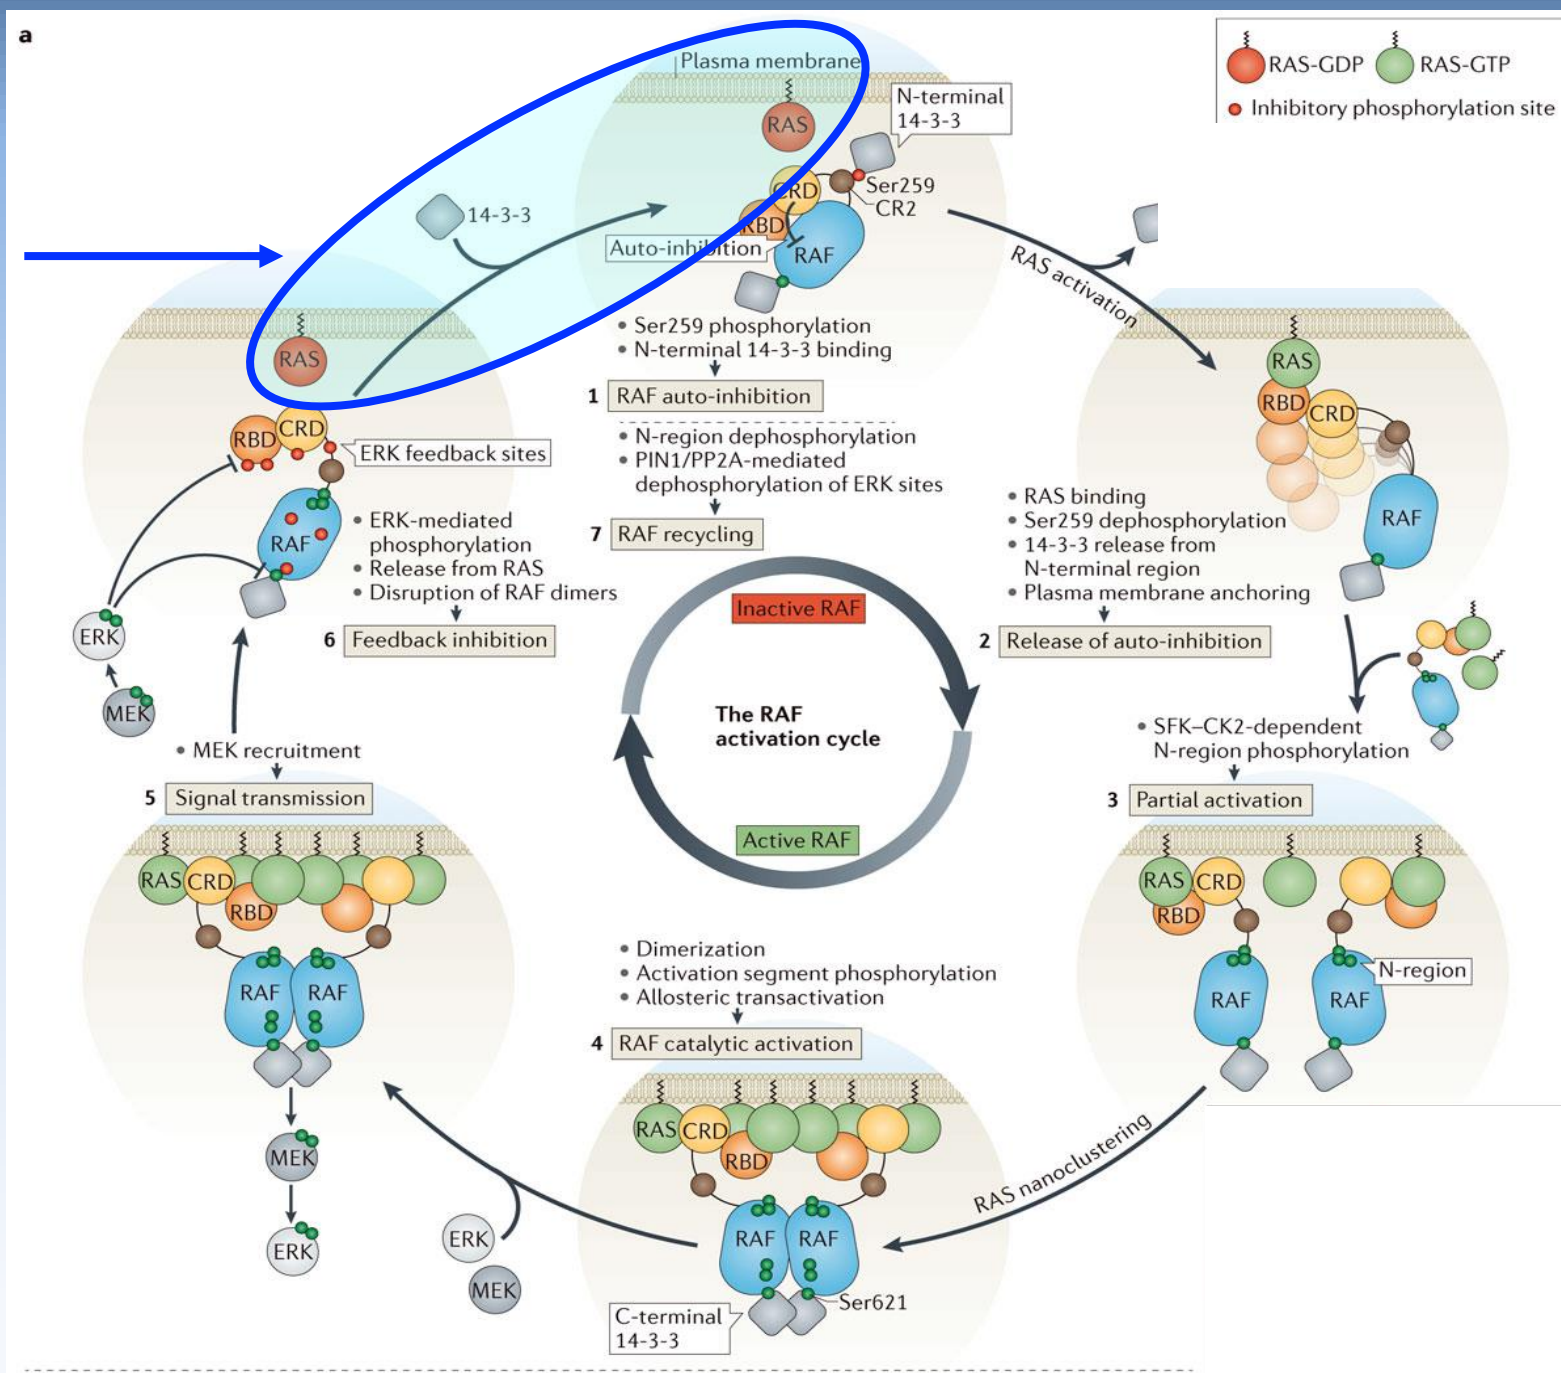 a
Plasma membrane
RAS-GDP
RAS-GTP
Inhibitory phosphorylation site
RAS
N-terminal
14-3-3
CRD
Ser259
CR2
RBD
Auto-inhibition
RAF
14-3-3
• Ser259 phosphorylation
• N-terminal 14-3-3 binding
1 RAF auto-inhibition
• N-region dephosphorylation
• PIN1/PP2A-mediated
dephosphorylation of ERK sites
7 RAF recycling
RAS activation
RAS
RBD
CRD
RAF
• RAS binding
• Ser259 dephosphorylation
• 14-3-3 release from
N-terminal region
• Plasma membrane anchoring
2 Release of auto-inhibition
RAS
RBD
CRD
ERK feedback sites
RAF
• ERK-mediated
phosphorylation
• Release from RAS
• Disruption of RAF dimers
6 Feedback inhibition
ERK
MEK
Inactive RAF
The RAF
activation cycle
Active RAF
• SFK–CK2-dependent
N-region phosphorylation
3 Partial activation
RAS
CRD
RBD
N-region
RAF
RAF
RAS nanoclustering
• Dimerization
• Activation segment phosphorylation
• Allosteric transactivation
4 RAF catalytic activation
RAS
CRD
RBD
RAF
RAF
Ser621
C-terminal
14-3-3
ERK
MEK
• MEK recruitment
5 Signal transmission
RAS
CRD
RBD
RAF
RAF
MEK
ERK